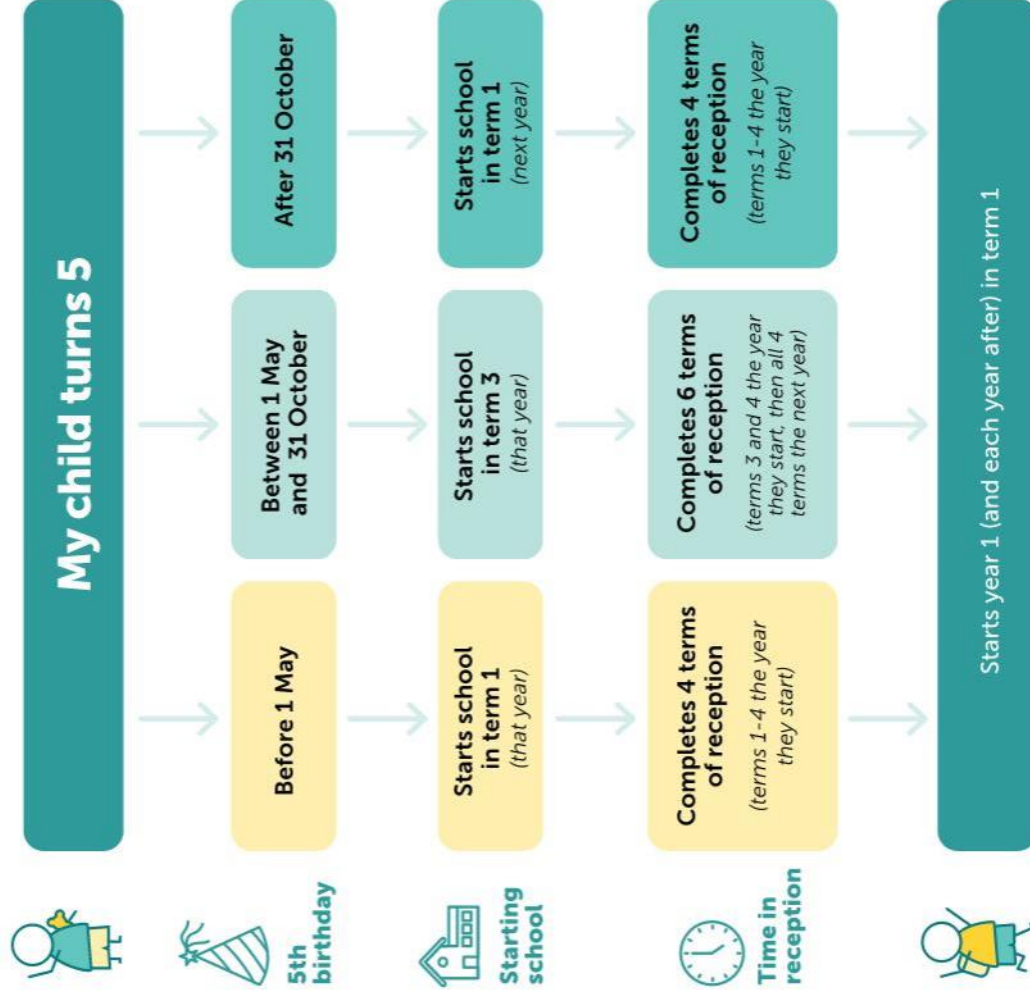 My child turns 5
5th
birthday
Before 1 May
Between 1 May
and 31 October
After 31 October
Starting
school
Starts school
in term 1
(that year)
Starts school
in term 3
(that year)
Starts school
in term 1
(next year)
Time in
reception
Completes 4 terms
of reception
(terms 1-4 the year
they start)
Completes 6 terms
of reception
(terms 3 and 4 the year
they start, then all 4
terms the next year)
Completes 4 terms
of reception
(terms 1-4 the year
they start)
Starts year 1 (and each year after) in term 1